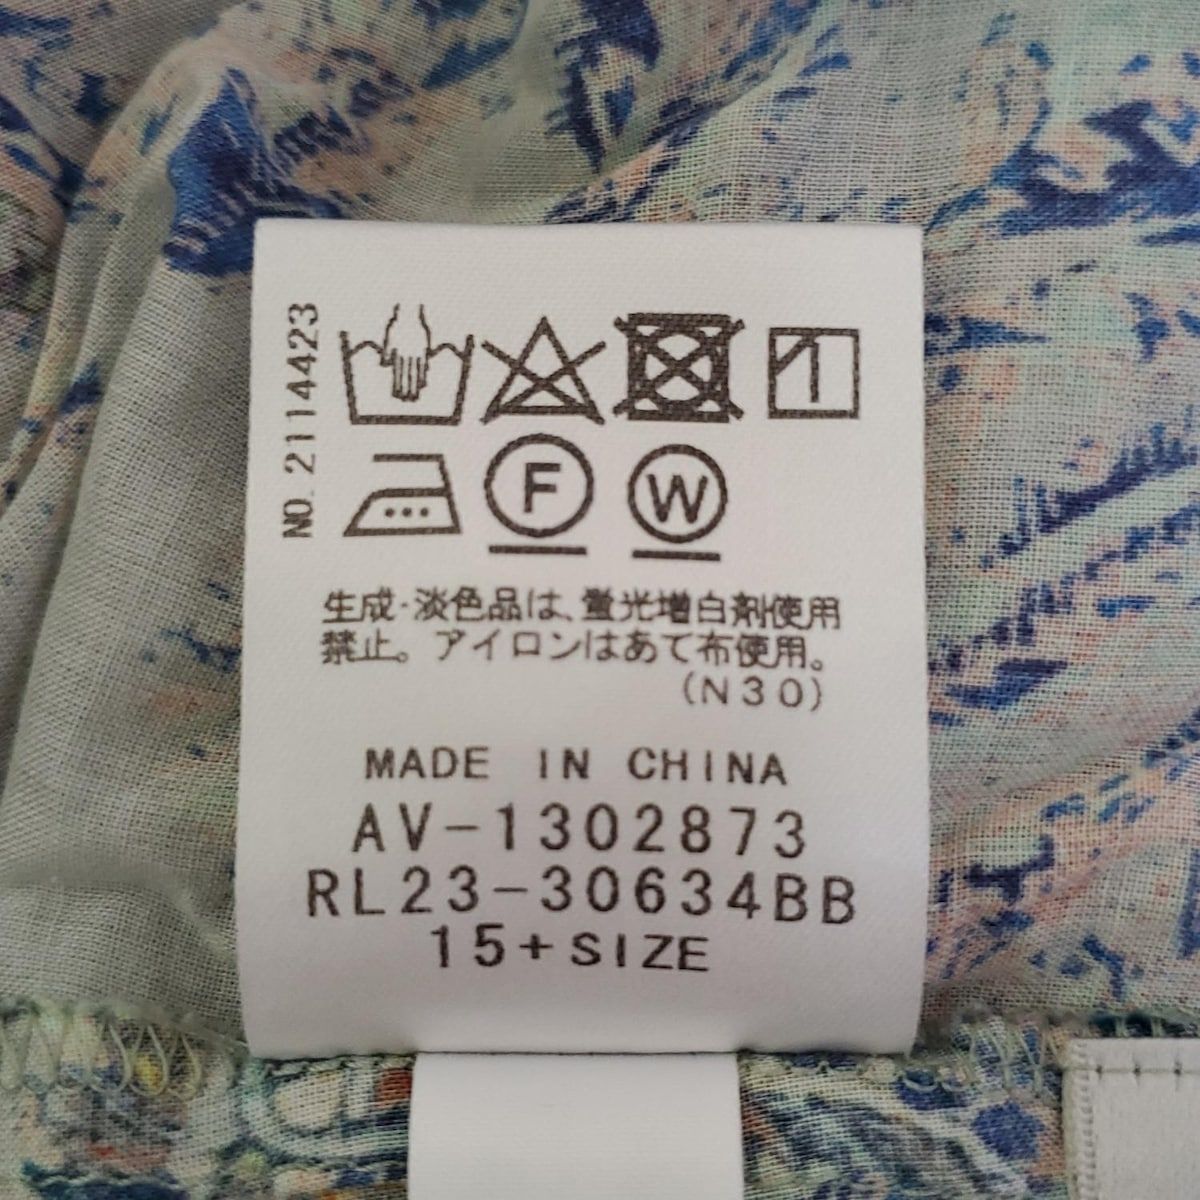 NO. 2114423
F
W
生成・淡色品は、蛍光増白剤使用
禁止。アイロンはあて布使用。
(N30)
MADE IN CHINA
AV-1302873
RL23-30634BB
15+SIZE